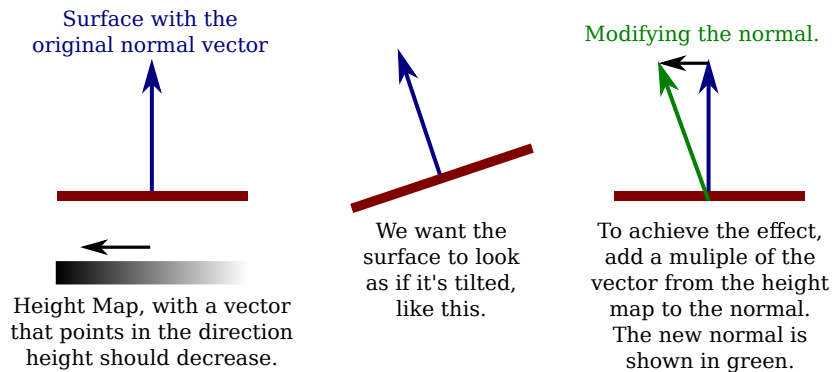 Surface with the
original normal vector
Height Map, with a vector
that points in the direction
height should decrease.
We want the
surface to look
as if it's tilted,
like this.
Modifying the normal.
To achieve the effect,
add a muliple of the
vector from the height
map to the normal.
The new normal is
shown in green.